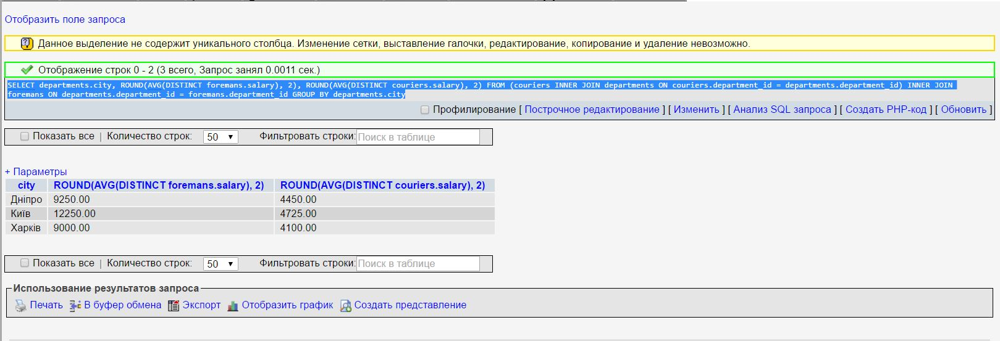 Отобразить поле запроса
Данное выделение не содержит уникального столбца. Изменение сетки, выставление галочки, редактирование, копирование и удаление невозможно.
Отображение строк 0 - 2 (3 всего, Запрос занял 0.0011 сек.)
SELECT departments.city, ROUND(AVG(DISTINCT foremans.salary), 2), ROUND(AVG(DISTINCT couriers.salary), 2) FROM (couriers INNER JOIN departments ON couriers.department_id = departments.department_id) INNER JOIN
foremans ON departments.department_id = foremans.department_id GROUP BY departments.city
Профилирование [ Построчное редактирование ] [ Изменить ] [ Анализ SQL запроса ] [ Создать PHP-код ] [ Обновить ]
Показать все | Количество строк: 50 Фильтровать строки: Поиск в таблице
+ Параметры
city ROUND(AVG(DISTINCT foremans.salary), 2) ROUND(AVG(DISTINCT couriers.salary), 2)
Дніпро 9250.00 4450.00
Київ 12250.00 4725.00
Харків 9000.00 4100.00
Показать все | Количество строк: 50 Фильтровать строки: Поиск в таблице
Использование результатов запроса
Печать В буфер обмена Экспорт Отобразить график Создать представление